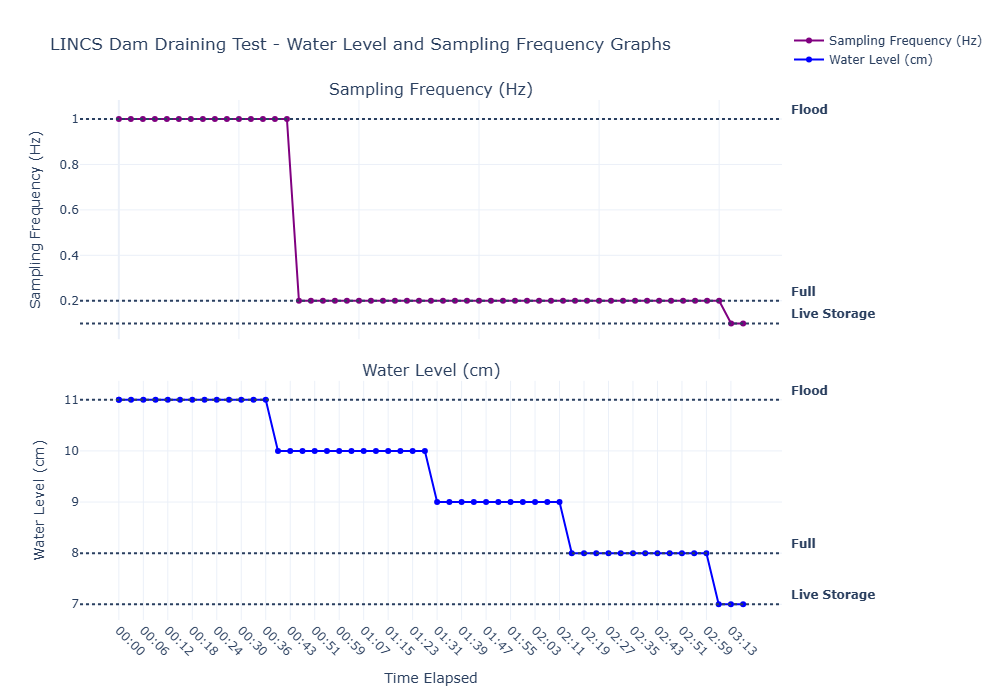 LINCS Dam Draining Test - Water Level and Sampling Frequency Graphs
Sampling Frequency (Hz)
Water Level (cm)
Sampling Frequency (Hz)
Sampling Frequency (Hz)
1
0.8
0.6
0.4
0.2
Flood
Full
Live Storage
Water Level (cm)
Water Level (cm)
11
10
9
8
7
Flood
Full
Live Storage
00:00
00:06
00:12
00:18
00:24
00:30
00:36
00:43
00:51
00:59
01:07
01:15
01:23
01:31
01:39
01:47
01:55
02:03
02:11
02:19
02:27
02:35
02:43
02:51
02:59
03:13
Time Elapsed